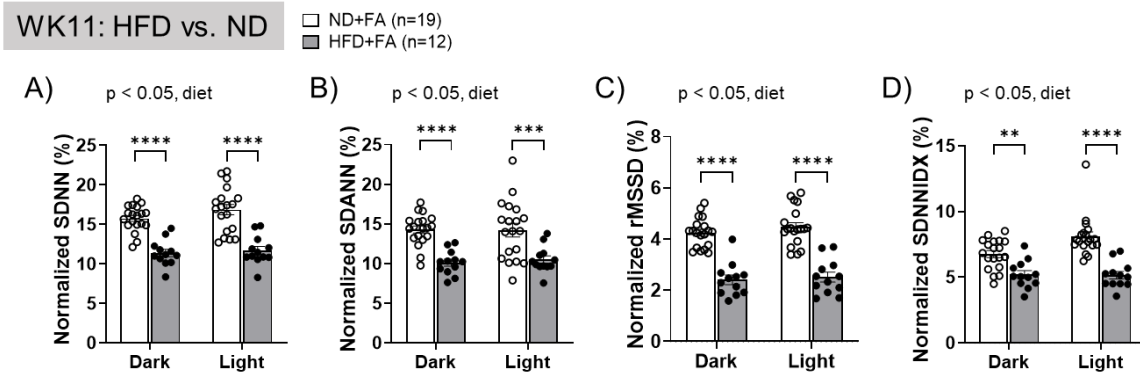 WK11: HFD vs. ND
ND+FA (n=19)
HFD+FA (n=12)
A)
p < 0.05, diet
Normalized SDNN (%)
25
20
15
10
5
0
****
****
Dark
Light
B)
p < 0.05, diet
Normalized SDANN (%)
25
20
15
10
5
0
****
***
Dark
Light
C)
p < 0.05, diet
Normalized rMSSD (%)
8
6
4
2
0
****
****
Dark
Light
D)
p < 0.05, diet
Normalized SDNNIDX (%)
15
10
5
0
**
****
Dark
Light